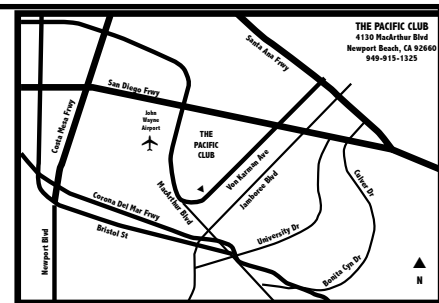 THE PACIFIC CLUB
4130 MacArthur Blvd
Newport Beach, CA 92660
949-915-1325
Santa Ana Frwy
San Diego Frwy
Costa Mesa Frwy
John
Wayne
Airport
THE
PACIFIC
CLUB
Von Karman Ave
Jamboree Blvd
MacArthur Blvd
Culver Dr
Corona Del Mar Frwy
Bristol St
University Dr
Newport Blvd
Bonita Cyn Dr
N